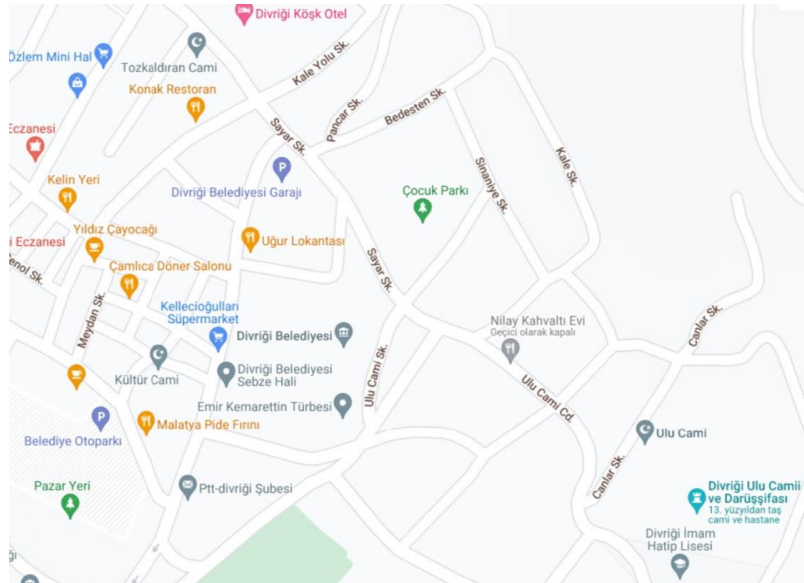 Divriği Köşk Otel
Özlem Mini Hal
Tozkaldıran Cami
Kale Yolu Sk.
Konak Restoran
Pancar Sk.
Bedesten Sk.
Sayar Sk.
Eczanesi
Kale Sk.
Sinaniye Sk.
Kelin Yeri
Divriği Belediyesi Garajı
Çocuk Parkı
Yıldız Çayocağı
i Eczanesi
Uğur Lokantası
Sayar Sk.
enol Sk.
Çamlıca Döner Salonu
Meydan Sk.
Kellecioğulları
Süpermarket
Canlar Sk.
Nilay Kahvaltı Evi
Geçici olarak kapalı
Divriği Belediyesi
Kültür Cami
Divriği Belediyesi
Sebze Hali
Ulu Cami Sk.
Ulu Cami Cd.
Emir Kemarettin Türbesi
Malatya Pide Fırını
P
Belediye Otoparkı
Ulu Cami
Canlar Sk.
Pazar Yeri
Ptt-divriği Şubesi
Divriği Ulu Camii
ve Darüşşifası
13. yüzyıldan taş
cami ve hastane
Divriği İmam
Hatip Lisesi
ği